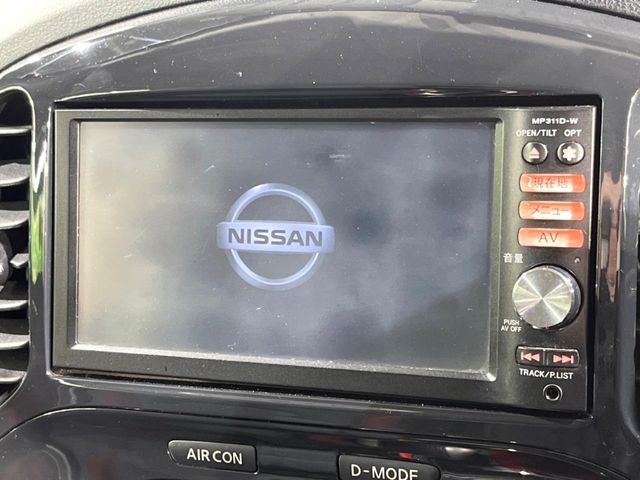 MP311D-W
OPEN/TILT OPT
現在地
メニュー
AV
NISSAN
音量
PUSH
AV OFF
TRACK/P.LIST
AIR CON
D-MODE